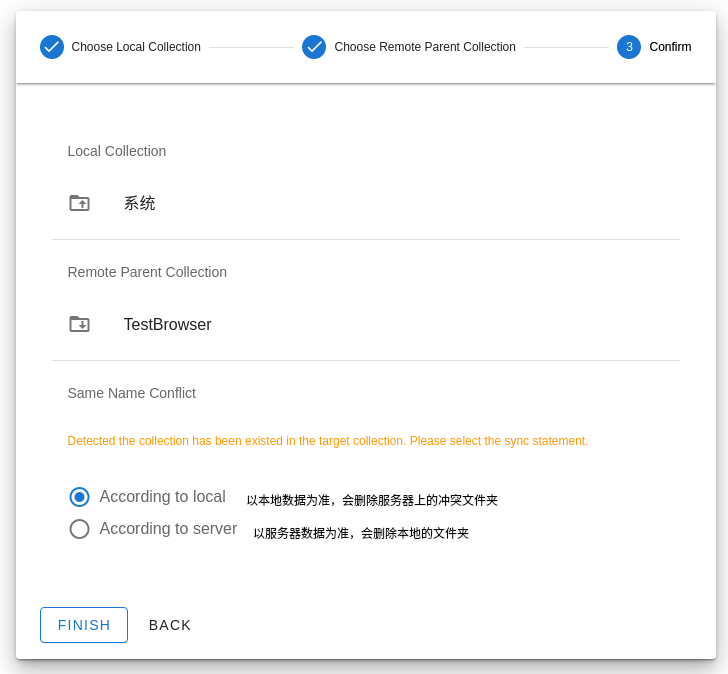 Choose Local Collection
Choose Remote Parent Collection
3 Confirm
Local Collection
系统
Remote Parent Collection
TestBrowser
Same Name Conflict
Detected the collection has been existed in the target collection. Please select the sync statement.
According to local 以本地数据为准，会删除服务器上的冲突文件夹
According to server 以服务器数据为准，会删除本地的文件夹
FINISH BACK